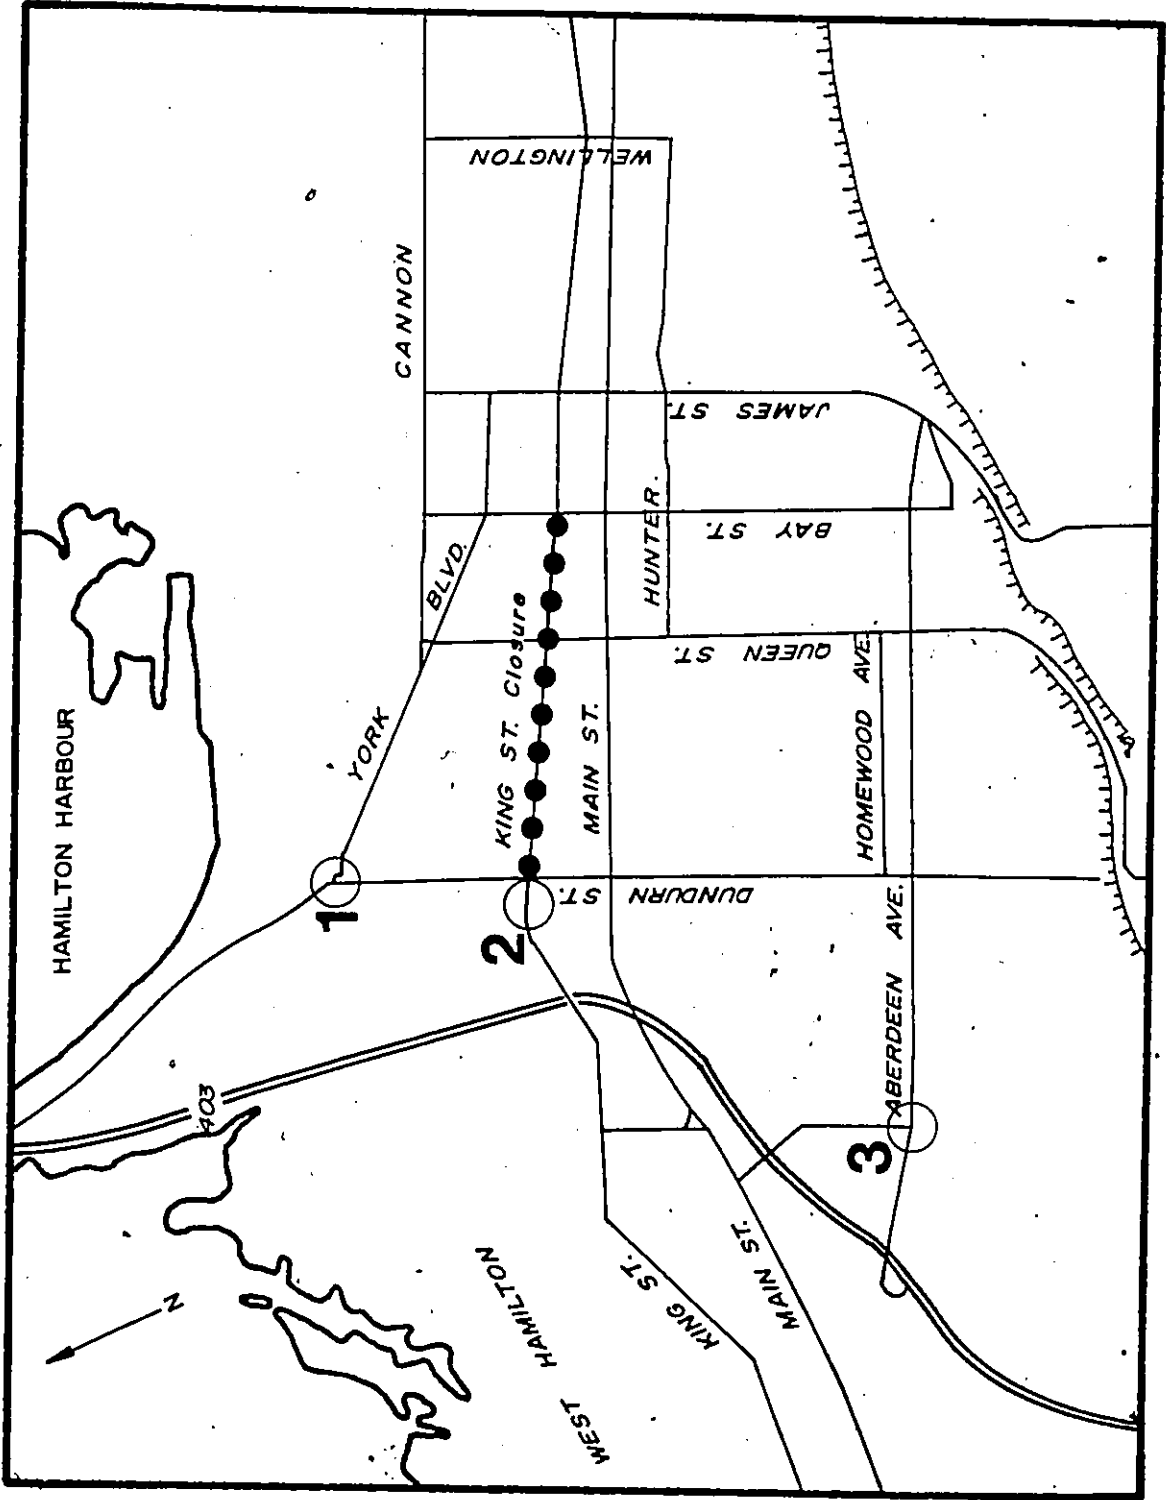 HAMILTON HARBOUR
CANNON
WELLINGTON
JAMES ST.
BAY ST.
HUNTER.
BLVD.
YORK
KING ST. Closure
MAIN ST.
QUEEN ST.
HOMEWOOD AVE.
DUNDURN ST.
ABERDEEN AVE.
1
2
3
403
N
WEST HAMILTON
KING ST.
MAIN ST.